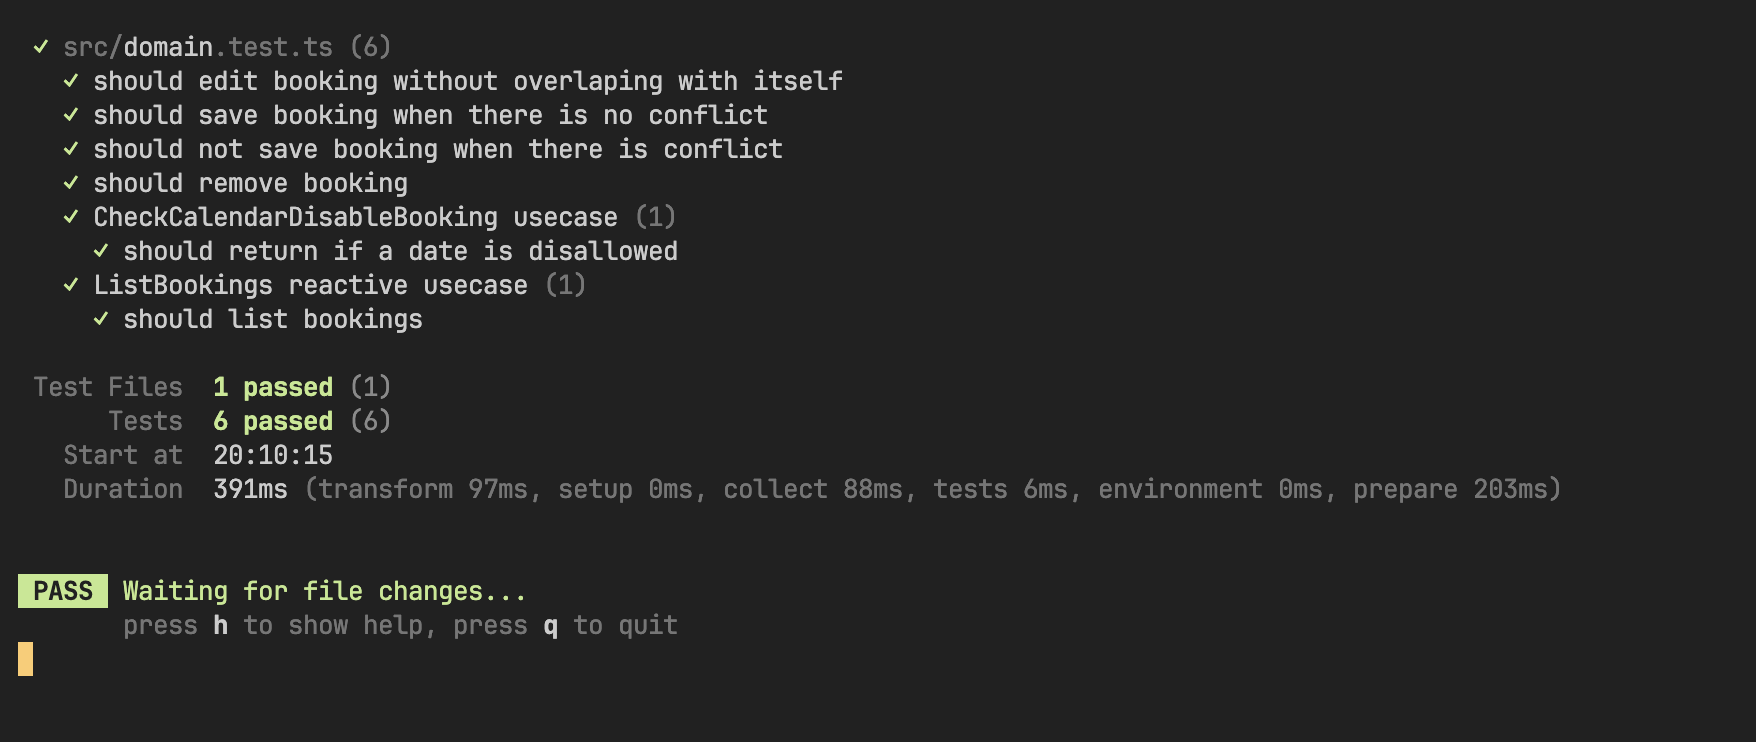 ✓ src/domain.test.ts (6)
✓ should edit booking without overlaping with itself
✓ should save booking when there is no conflict
✓ should not save booking when there is conflict
✓ should remove booking
✓ CheckCalendarDisableBooking usecase (1)
✓ should return if a date is disallowed
✓ ListBookings reactive usecase (1)
✓ should list bookings
Test Files 1 passed (1)
Tests 6 passed (6)
Start at 20:10:15
Duration 391ms (transform 97ms, setup 0ms, collect 88ms, tests 6ms, environment 0ms, prepare 203ms)
PASS Waiting for file changes...
press h to show help, press q to quit